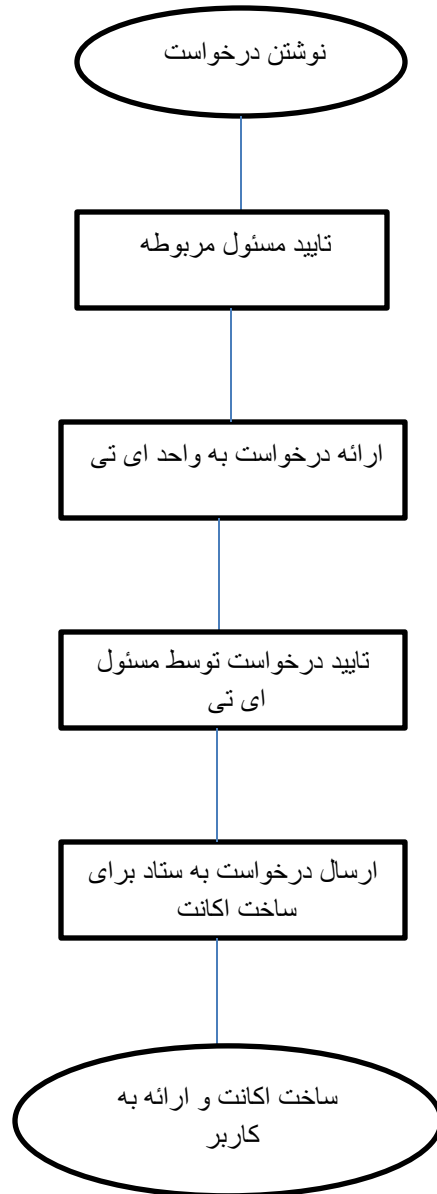 نوشتن درخواست
تایید مسئول مربوطه
ارائه درخواست به واحد ای تی
تایید درخواست توسط مسئول
ای تی
ارسال درخواست به ستاد برای
ساخت اکانت
ساخت اکانت و ارائه به
کاربر